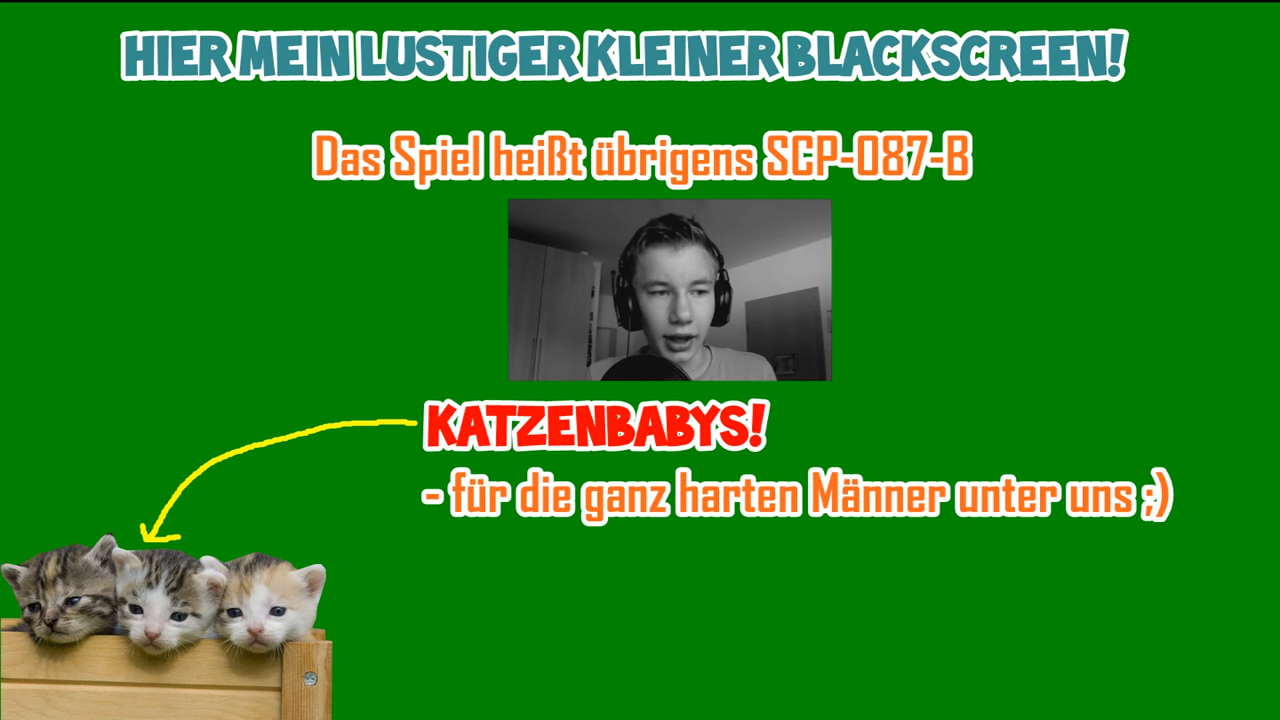 HIER MEIN LUSTIGER KLEINER BLACKSCREEN!
Das Spiel heißt übrigens SCP-087-B
KATZENBABYS!
- für die ganz harten Männer unter uns ;)